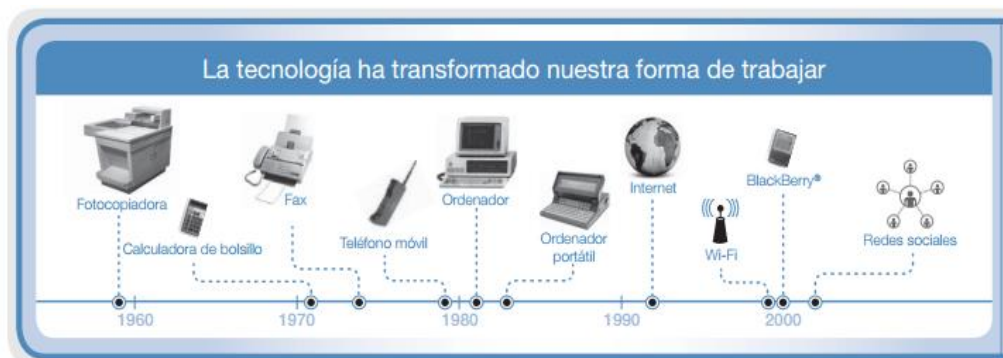 La tecnología ha transformado nuestra forma de trabajar
Fotocopiadora
Calculadora de bolsillo
Fax
Teléfono móvil
Ordenador
Ordenador
portátil
Internet
Wi-Fi
BlackBerry®
Redes sociales
1960
1970
1980
1990
2000